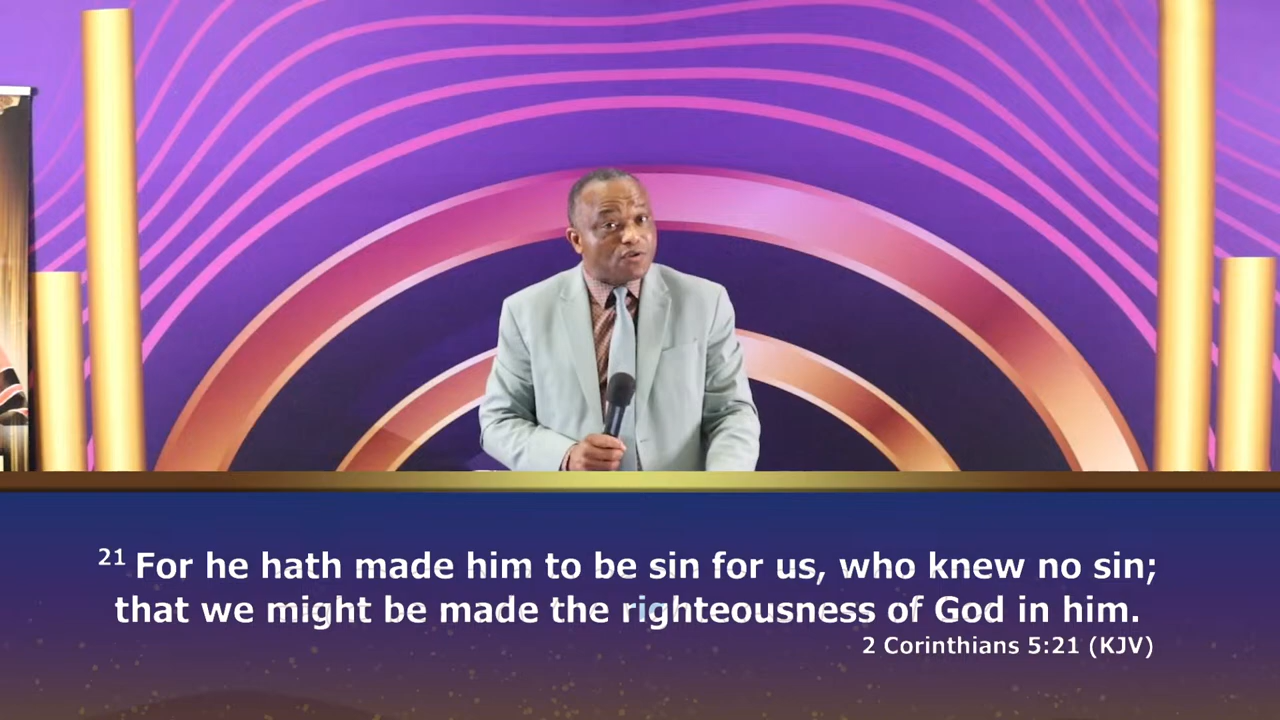 21 For he hath made him to be sin for us, who knew no sin;
that we might be made the righteousness of God in him.
2 Corinthians 5:21 (KJV)